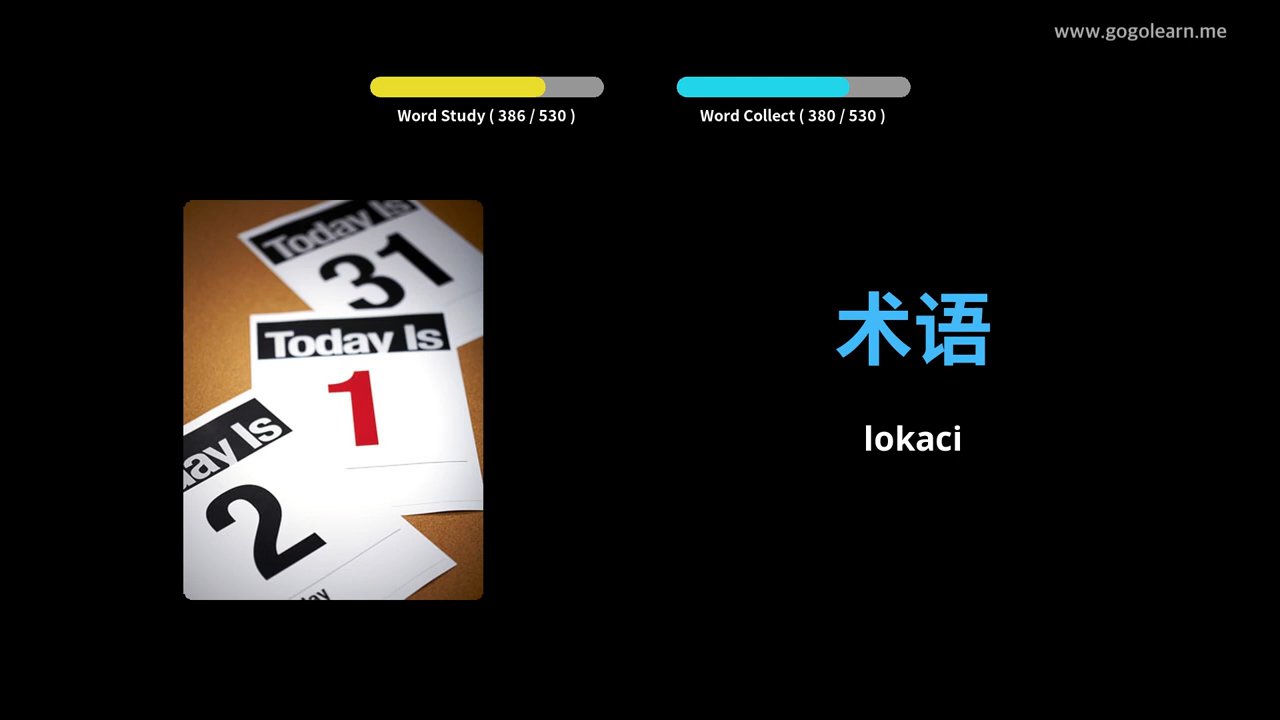 www.gogolearn.me
Word Study ( 386 / 530 )
Word Collect ( 380 / 530 )
Today Is
31
Today Is
1
ay Is
2
ay
术语
lokaci